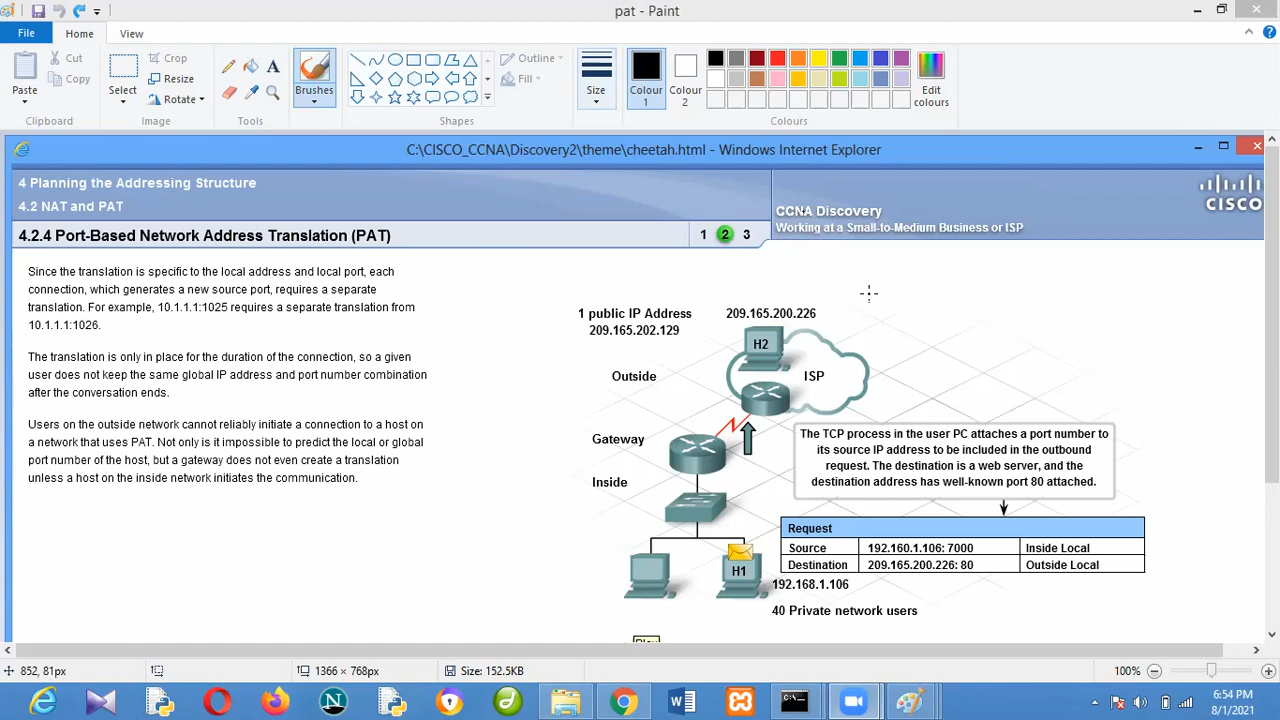 pat - Paint
File
Home
View
Paste
Cut
Copy
Clipboard
Select
Crop
Resize
Rotate
Image
Tools
Brushes
Outline
Fill
Shapes
Size
Colour
1
Colour
2
Edit
colours
Colours
C:\CISCO_CCNA\Discovery2\theme\cheetah.html - Windows Internet Explorer
4 Planning the Addressing Structure
4.2 NAT and PAT
CCNA Discovery
Working at a Small-to-Medium Business or ISP
CISCO
4.2.4 Port-Based Network Address Translation (PAT)
1 2 3
Since the translation is specific to the local address and local port, each
connection, which generates a new source port, requires a separate
translation. For example, 10.1.1.1:1025 requires a separate translation from
10.1.1.1:1026.
The translation is only in place for the duration of the connection, so a given
user does not keep the same global IP address and port number combination
after the conversation ends.
Users on the outside network cannot reliably initiate a connection to a host on
a network that uses PAT. Not only is it impossible to predict the local or global
port number of the host, but a gateway does not even create a translation
unless a host on the inside network initiates the communication.
1 public IP Address
209.165.202.129
209.165.200.226
H2
Outside
ISP
Gateway
Inside
The TCP process in the user PC attaches a port number to
its source IP address to be included in the outbound
request. The destination is a web server, and the
destination address has well-known port 80 attached.
Request
Source 192.160.1.106: 7000 Inside Local
Destination 209.165.200.226: 80 Outside Local
H1
192.168.1.106
40 Private network users
Play
852, 81px
1366 × 768px
Size: 152.5KB
100%
6:54 PM
8/1/2021